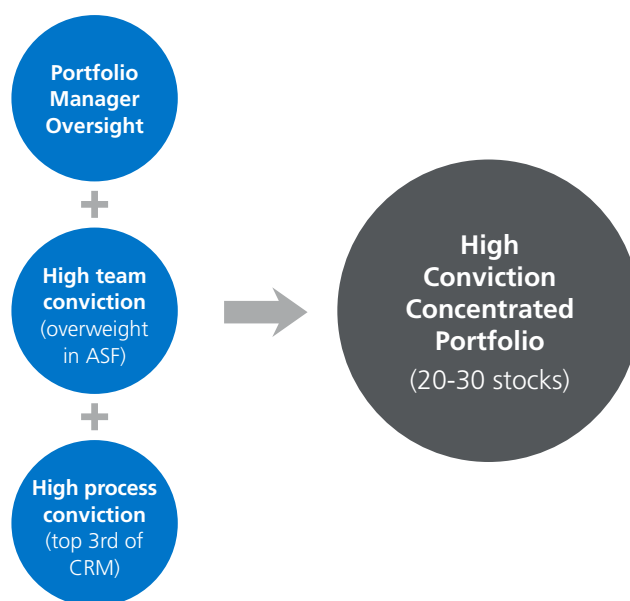 Portfolio
Manager
Oversight
+
High team
conviction
(overweight
in ASF)
+
High process
conviction
(top 3rd of
CRM)
High
Conviction
Concentrated
Portfolio
(20-30 stocks)